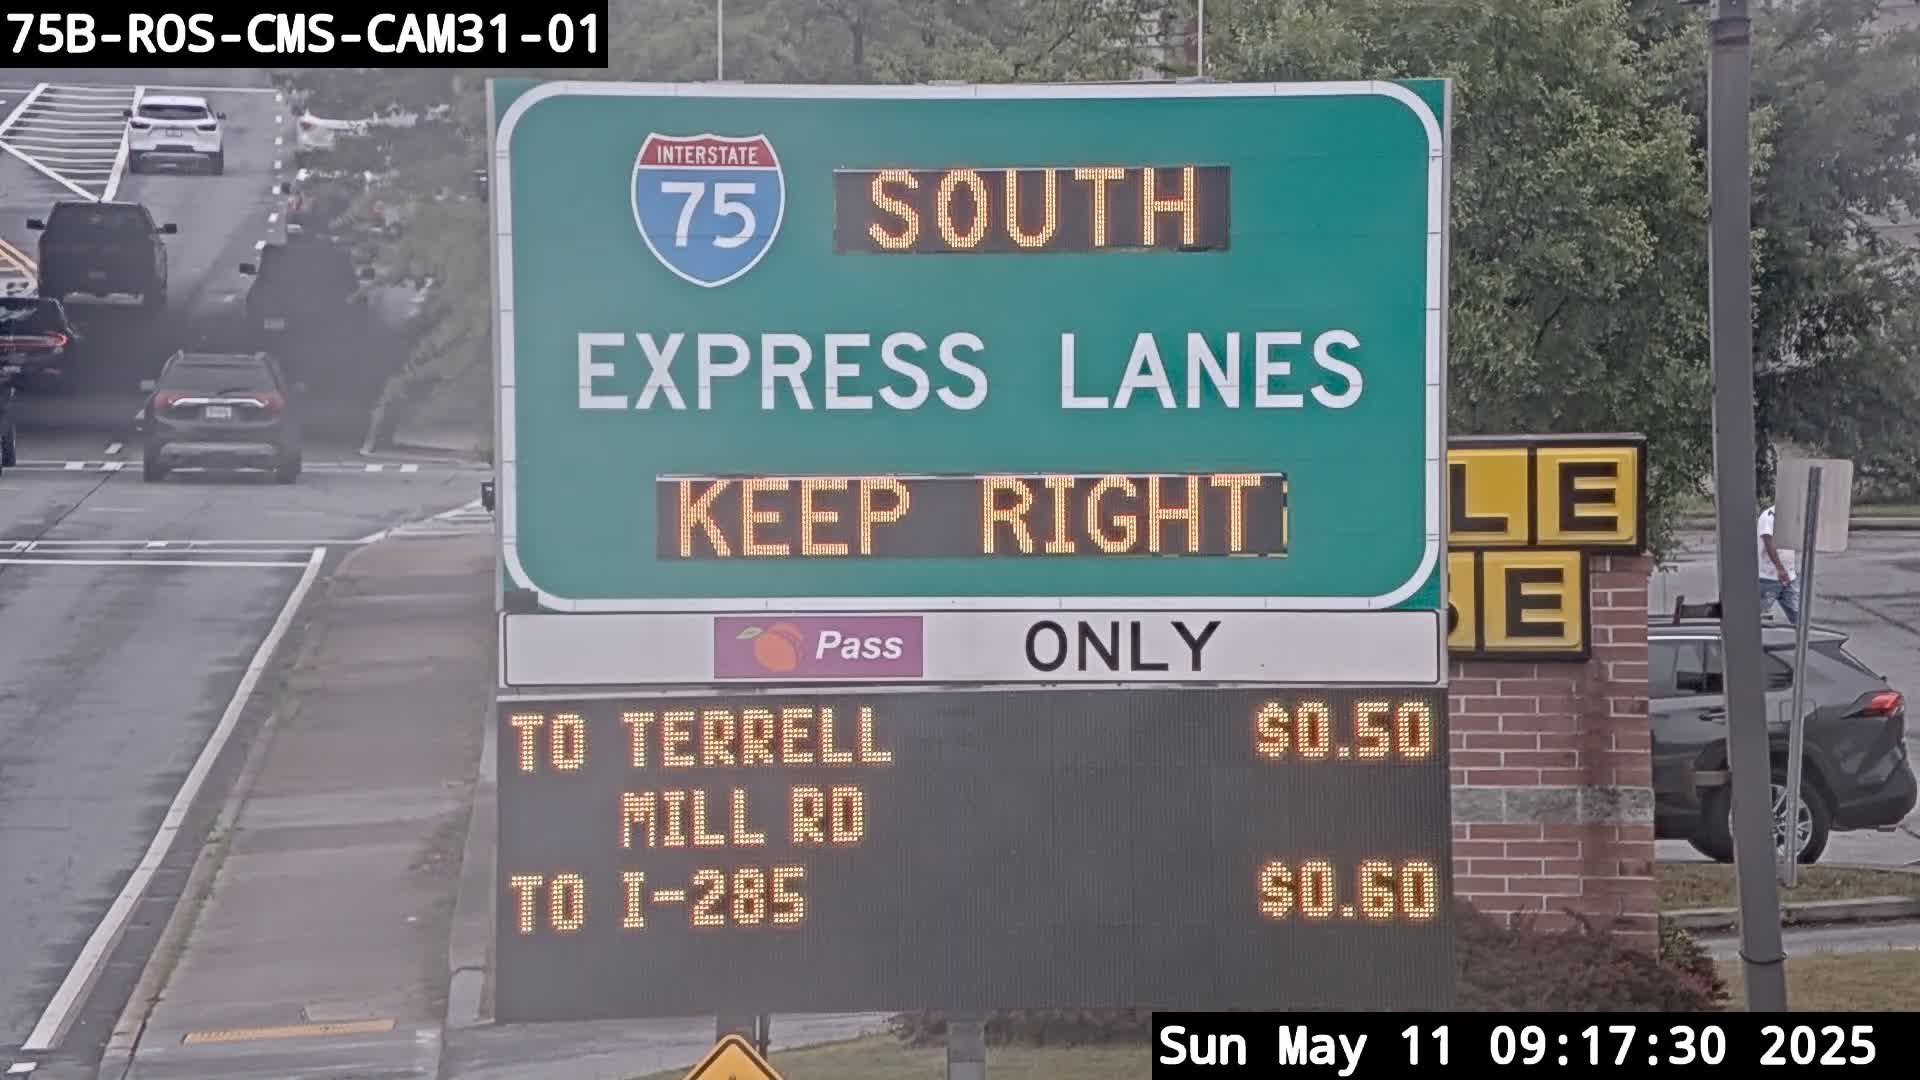 75B-ROS-CMS-CAM31-01
INTERSTATE
75
SOUTH
EXPRESS LANES
KEEP RIGHT
Pass ONLY
TO TERRELL $0.50
MILL RD
TO I-285 $0.60
LE
E
Sun May 11 09:17:30 2025